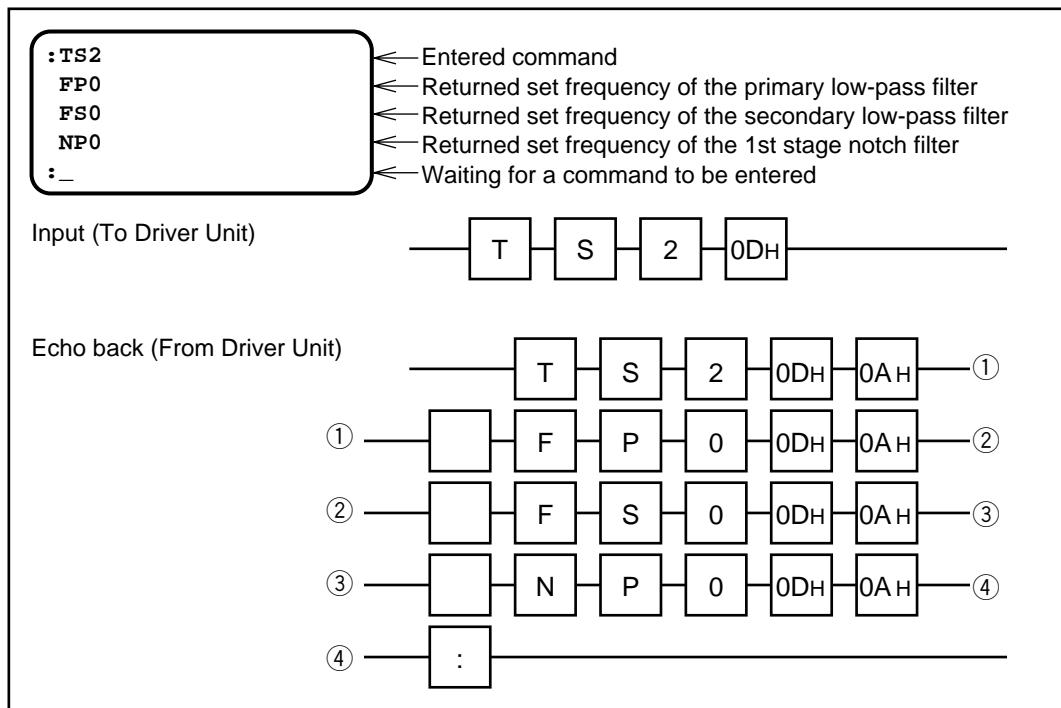 :TS2 Entered command
FP0 Returned set frequency of the primary low-pass filter
FS0 Returned set frequency of the secondary low-pass filter
NP0 Returned set frequency of the 1st stage notch filter
:_ Waiting for a command to be entered
Input (To Driver Unit) T S 2 0DH
Echo back (From Driver Unit) T S 2 0DH 0AH ①
① F P 0 0DH 0AH ②
② F S 0 0DH 0AH ③
③ N P 0 0DH 0AH ④
④ :